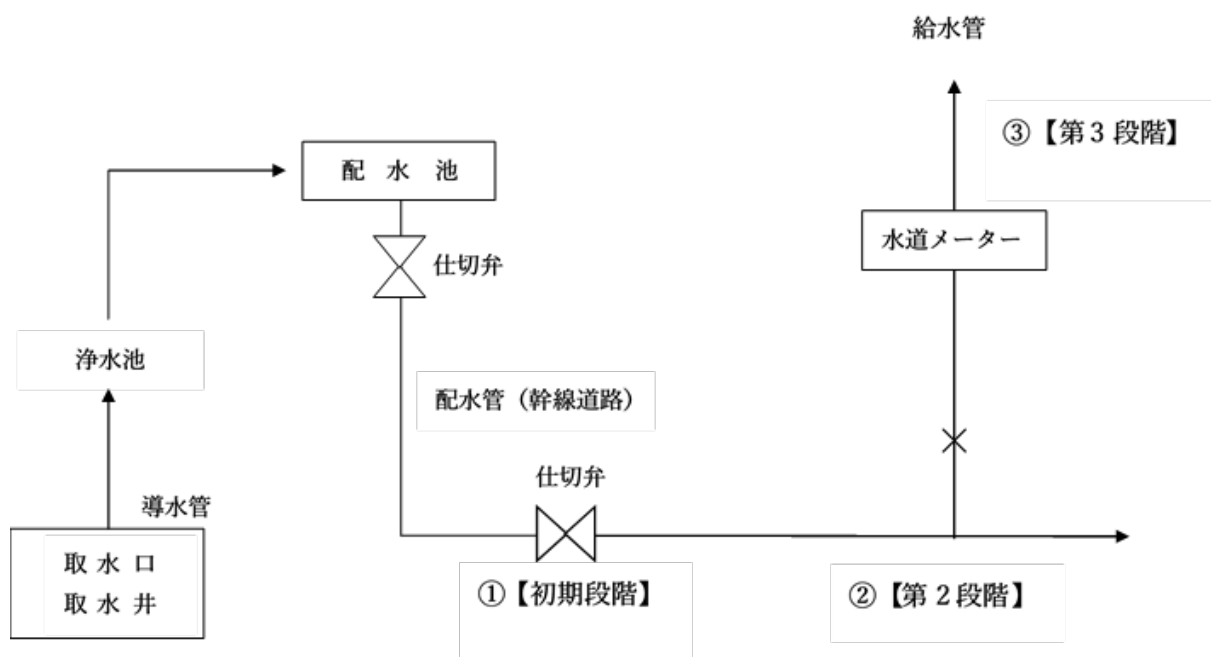 給水管
③【第３段階】
配　水　池
水道メーター
仕切弁
浄水池
配水管（幹線道路）
仕切弁
導水管
取 水 口
取 水 井
①【初期段階】
②【第２段階】